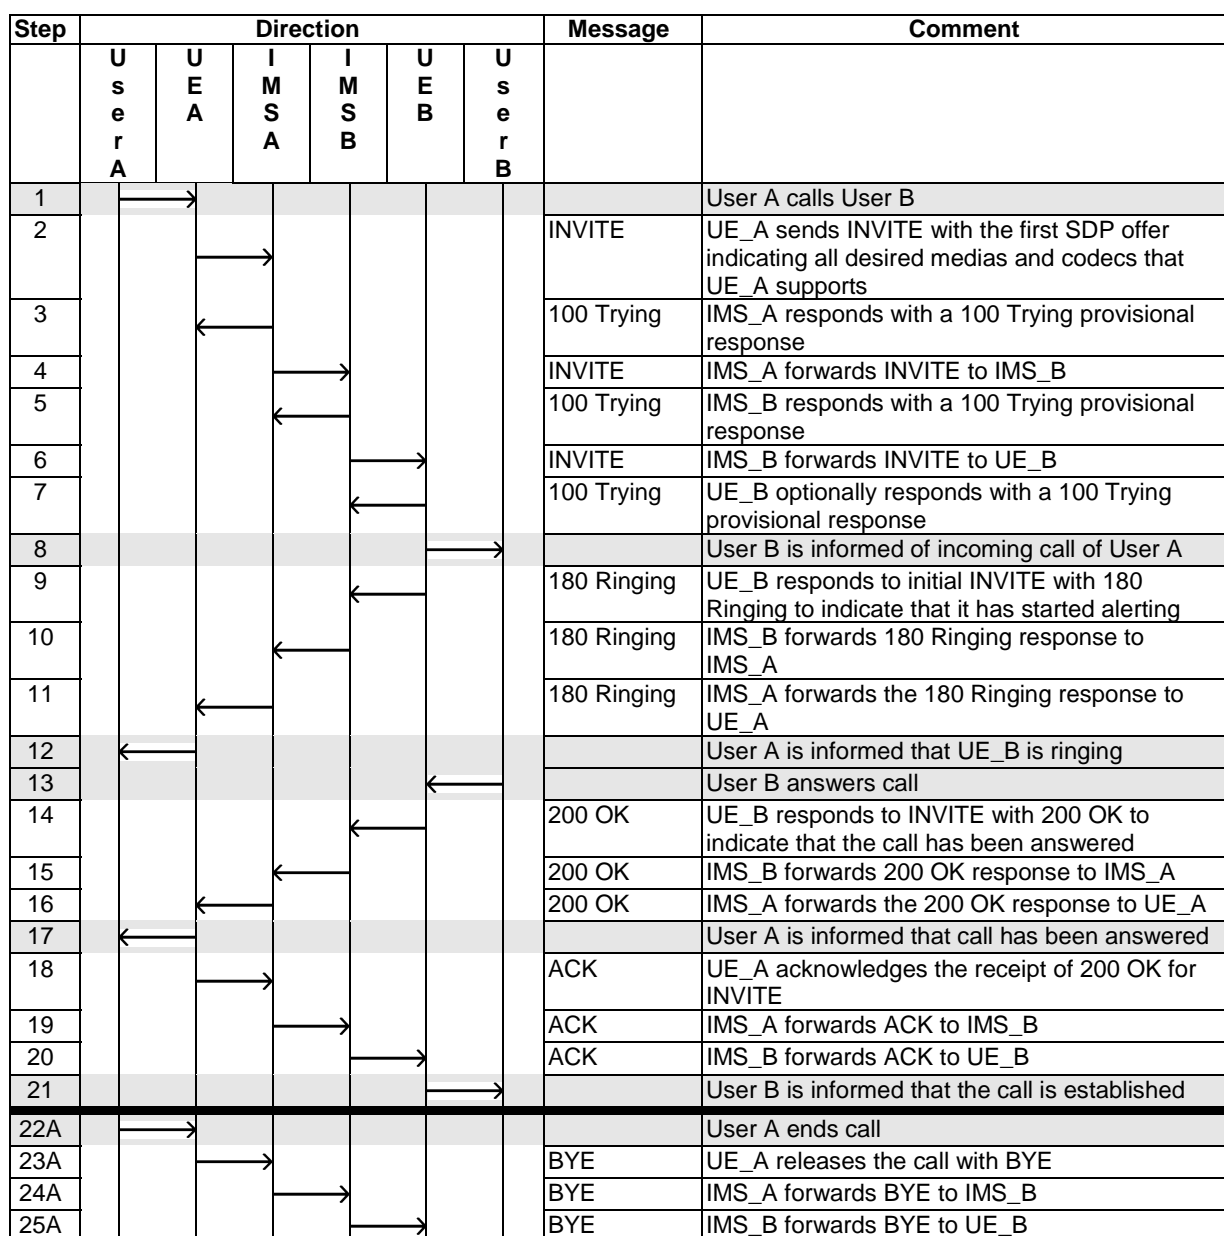 Step Direction Message Comment
User A UE A IMS A IMS B UE B User B
1 User A calls User B
2 INVITE UE_A sends INVITE with the first SDP offer
indicating all desired medias and codecs that
UE_A supports
3 100 Trying IMS_A responds with a 100 Trying provisional
response
4 INVITE IMS_A forwards INVITE to IMS_B
5 100 Trying IMS_B responds with a 100 Trying provisional
response
6 INVITE IMS_B forwards INVITE to UE_B
7 100 Trying UE_B optionally responds with a 100 Trying
provisional response
8 User B is informed of incoming call of User A
9 180 Ringing UE_B responds to initial INVITE with 180
Ringing to indicate that it has started alerting
10 180 Ringing IMS_B forwards 180 Ringing response to
IMS_A
11 180 Ringing IMS_A forwards the 180 Ringing response to
UE_A
12 User A is informed that UE_B is ringing
13 User B answers call
14 200 OK UE_B responds to INVITE with 200 OK to
indicate that the call has been answered
15 200 OK IMS_B forwards 200 OK response to IMS_A
16 200 OK IMS_A forwards the 200 OK response to UE_A
17 User A is informed that call has been answered
18 ACK UE_A acknowledges the receipt of 200 OK for
INVITE
19 ACK IMS_A forwards ACK to IMS_B
20 ACK IMS_B forwards ACK to UE_B
21 User B is informed that the call is established
22A User A ends call
23A BYE UE_A releases the call with BYE
24A BYE IMS_A forwards BYE to IMS_B
25A BYE IMS_B forwards BYE to UE_B